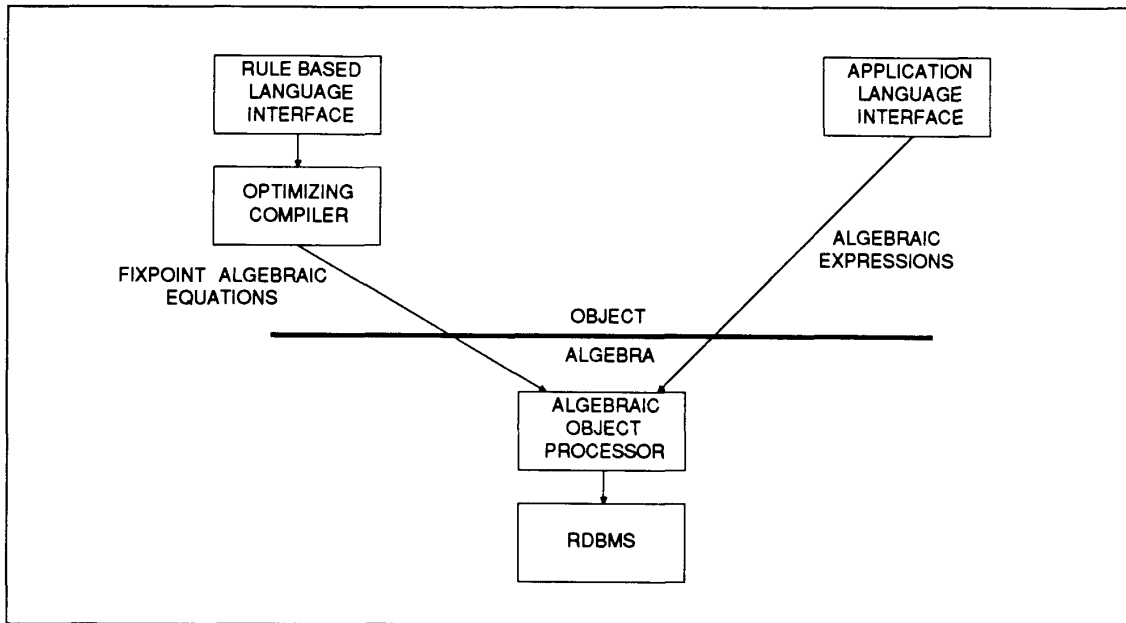 RULE BASED
LANGUAGE
INTERFACE
APPLICATION
LANGUAGE
INTERFACE
OPTIMIZING
COMPILER
ALGEBRAIC
EXPRESSIONS
FIXPOINT ALGEBRAIC
EQUATIONS
OBJECT
ALGEBRA
ALGEBRAIC
OBJECT
PROCESSOR
RDBMS